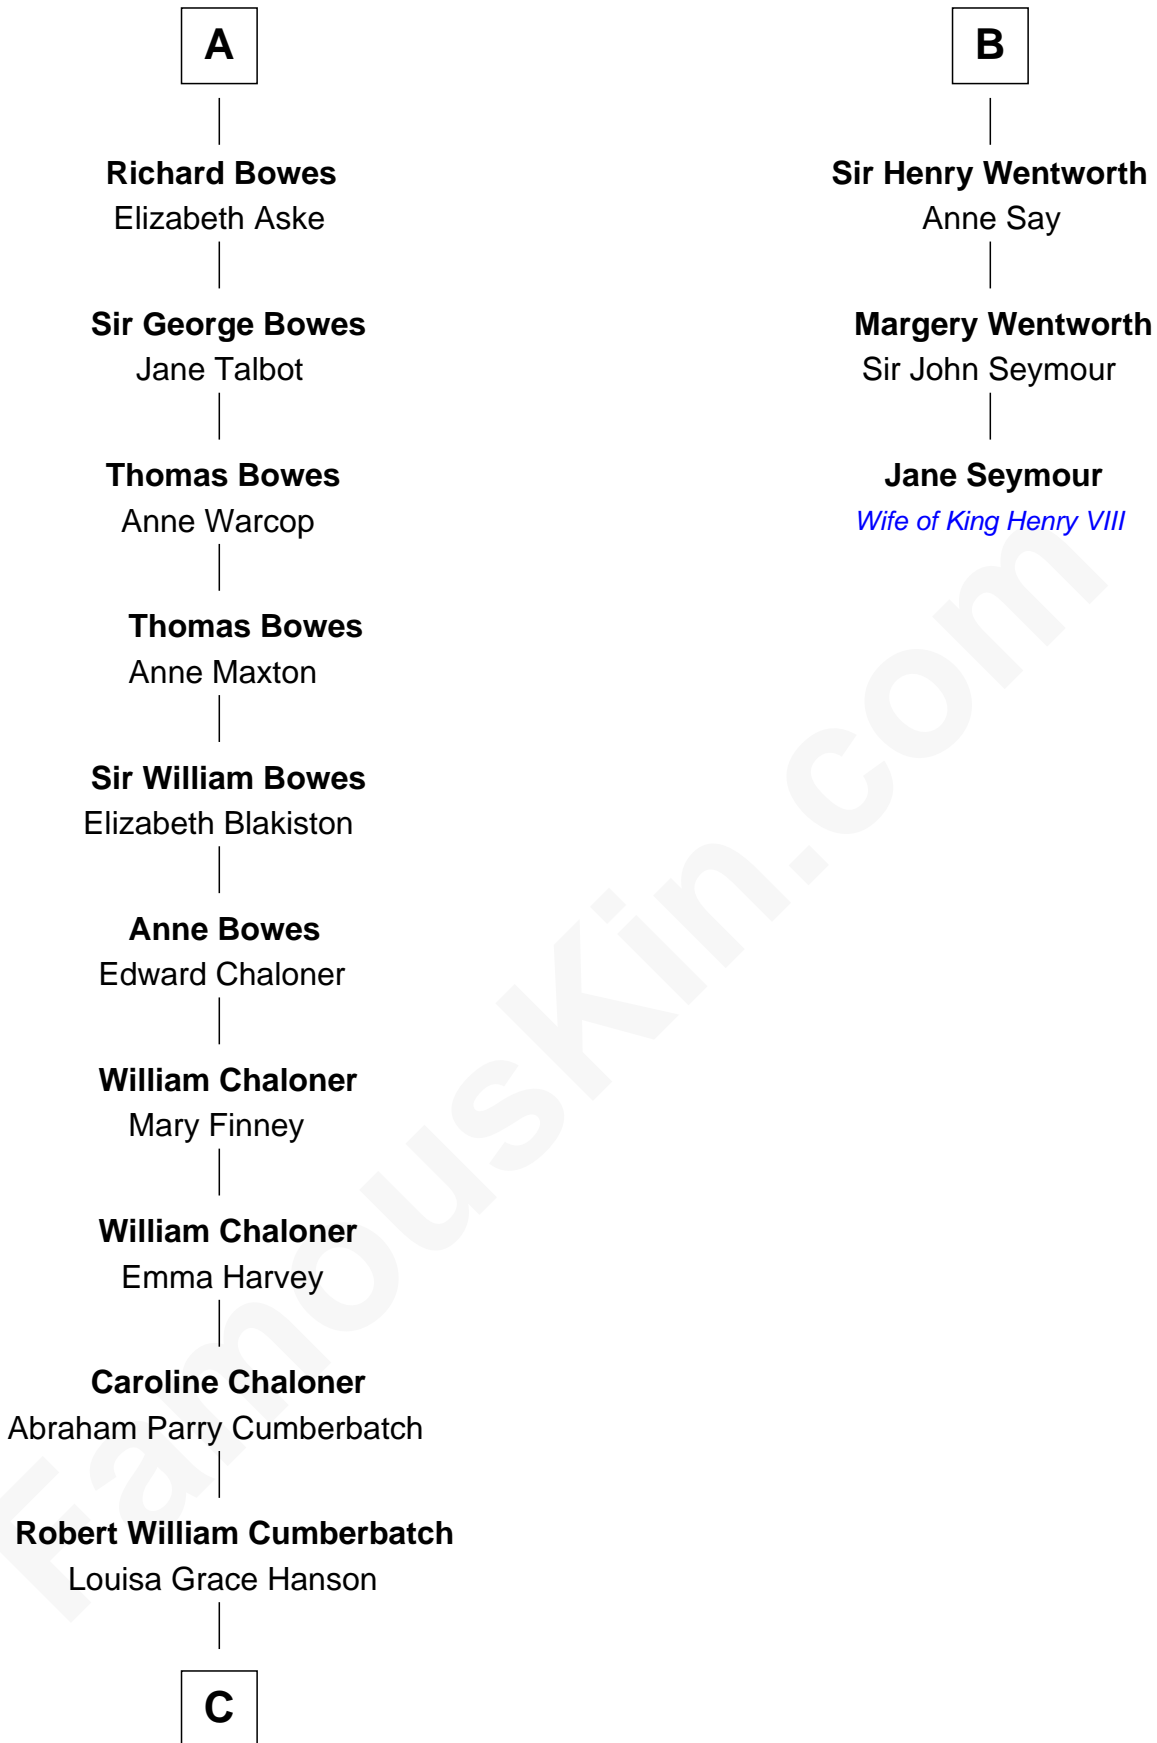 A
Richard Bowes
Elizabeth Aske
Sir George Bowes
Jane Talbot
Thomas Bowes
Anne Warcop
Thomas Bowes
Anne Maxton
Sir William Bowes
Elizabeth Blakiston
Anne Bowes
Edward Chaloner
William Chaloner
Mary Finney
William Chaloner
Emma Harvey
Caroline Chaloner
Abraham Parry Cumberbatch
Robert William Cumberbatch
Louisa Grace Hanson
C
B
Sir Henry Wentworth
Anne Say
Margery Wentworth
Sir John Seymour
Jane Seymour
Wife of King Henry VIII
FamousKin.com